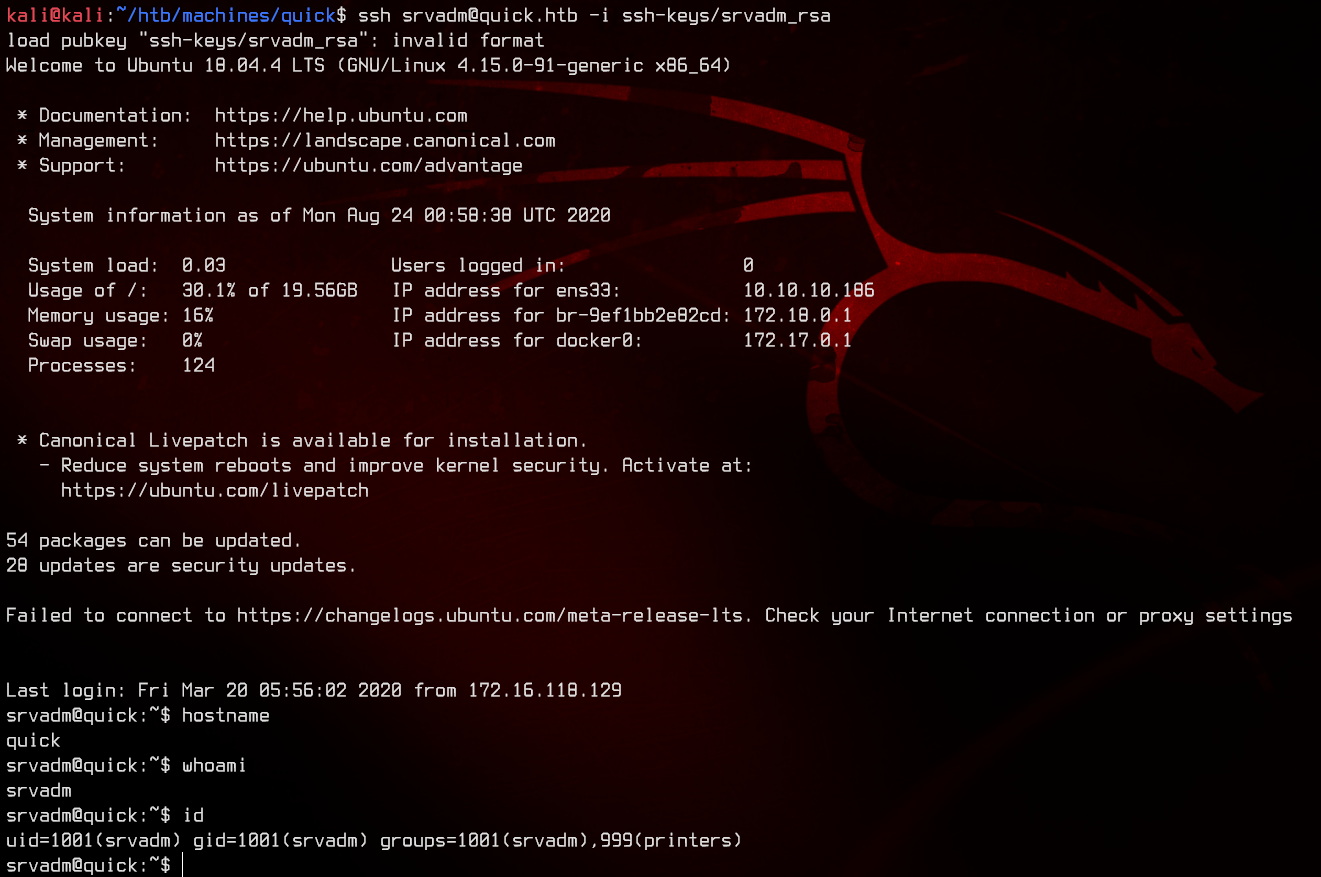 kali@kali:~/htb/machines/quick$ ssh srvadm@quick.htb -i ssh-keys/srvadm_rsa
load pubkey "ssh-keys/srvadm_rsa": invalid format
Welcome to Ubuntu 18.04.4 LTS (GNU/Linux 4.15.0-91-generic x86_64)
* Documentation:  https://help.ubuntu.com
* Management:     https://landscape.canonical.com
* Support:        https://ubuntu.com/advantage
System information as of Mon Aug 24 00:58:38 UTC 2020
System load:  0.03               Users logged in:                0
Usage of /:   30.1% of 19.56GB   IP address for ens33:           10.10.10.186
Memory usage: 16%                IP address for br-9ef1bb2e82cd: 172.18.0.1
Swap usage:   0%                 IP address for docker0:         172.17.0.1
Processes:    124
* Canonical Livepatch is available for installation.
- Reduce system reboots and improve kernel security. Activate at:
https://ubuntu.com/livepatch
54 packages can be updated.
28 updates are security updates.
Failed to connect to https://changelogs.ubuntu.com/meta-release-lts. Check your Internet connection or proxy settings
Last login: Fri Mar 20 05:56:02 2020 from 172.16.118.129
srvadm@quick:~$ hostname
quick
srvadm@quick:~$ whoami
srvadm
srvadm@quick:~$ id
uid=1001(srvadm) gid=1001(srvadm) groups=1001(srvadm),999(printers)
srvadm@quick:~$